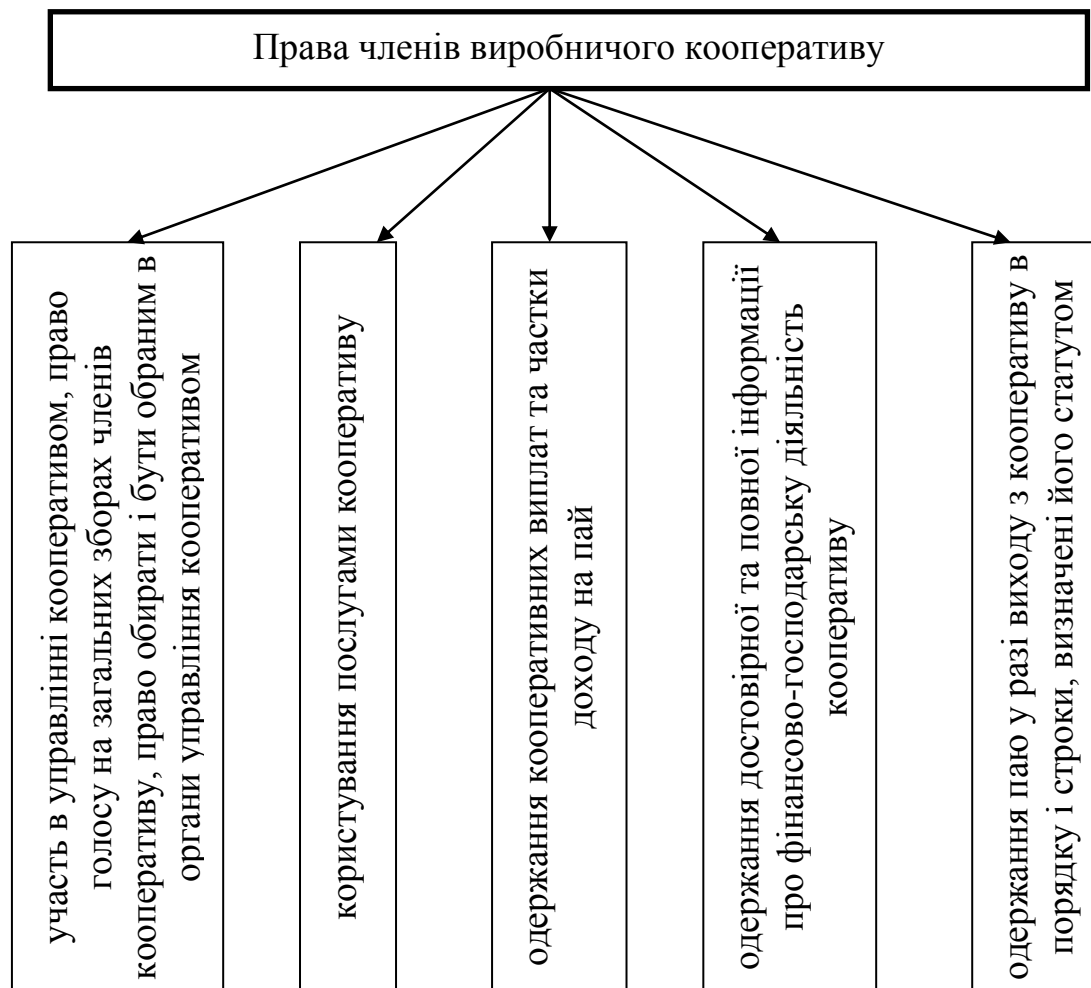 Права членів виробничого кооперативу
участь в управлінні кооперативом, право
голосу на загальних зборах членів
кооперативу, право обирати і бути обраним в
органи управління кооперативом
користування послугами кооперативу
одержання кооперативних виплат та частки
доходу на пай
одержання достовірної та повної інформації
про фінансово-господарську діяльність
кооперативу
одержання паю у разі виходу з кооперативу в
порядку і строки, визначені його статутом